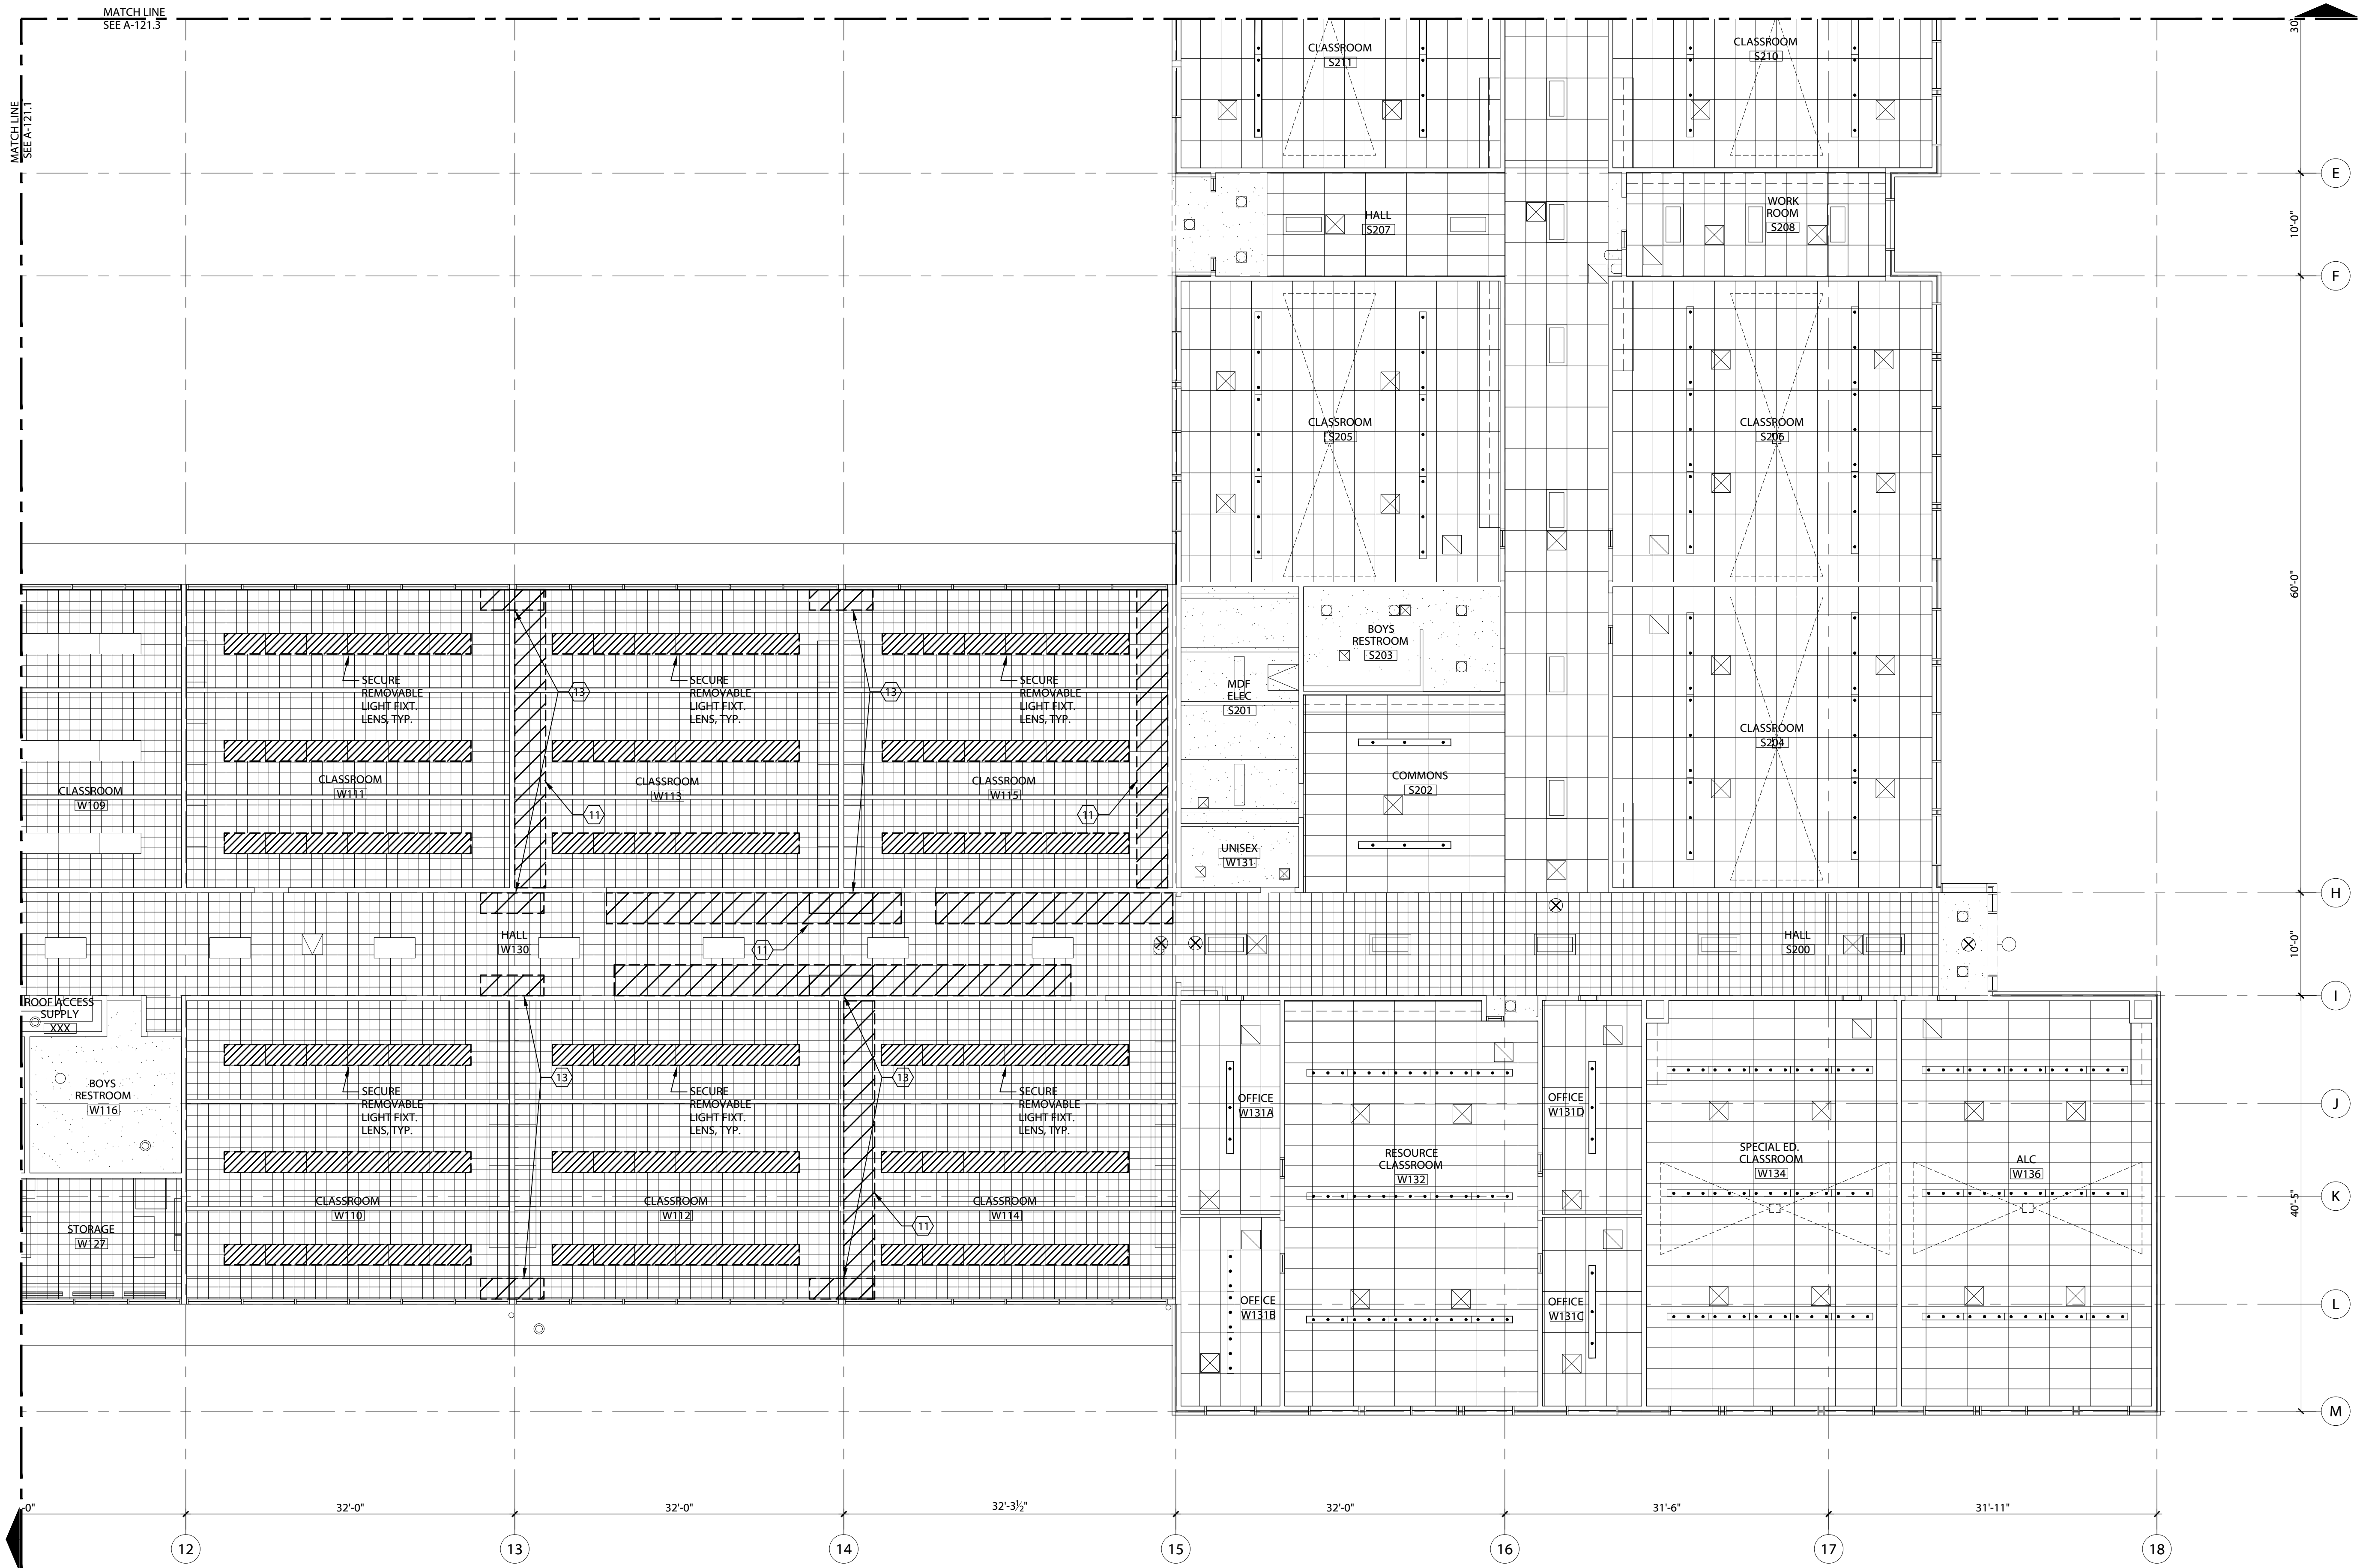 MATCH LINE
SEE A-121.3
MATCH LINE
SEE A-121.1
CLASSROOM
S211
CLASSROOM
S210
30'
E
HALL
S207
WORK
ROOM
S208
10'-0"
F
CLASSROOM
S205
CLASSROOM
S206
60'-0"
BOYS
RESTROOM
S203
MDF
ELEC
S201
CLASSROOM
S204
COMMONS
S202
UNISEX
W131
SECURE
REMOVABLE
LIGHT FIXT.
LENS, TYP.
SECURE
REMOVABLE
LIGHT FIXT.
LENS, TYP.
SECURE
REMOVABLE
LIGHT FIXT.
LENS, TYP.
13
13
CLASSROOM
W109
CLASSROOM
W111
CLASSROOM
W113
CLASSROOM
W115
11
11
H
HALL
W130
11
HALL
S200
10'-0"
I
ROOF ACCESS
SUPPLY
XXX
BOYS
RESTROOM
W116
SECURE
REMOVABLE
LIGHT FIXT.
LENS, TYP.
SECURE
REMOVABLE
LIGHT FIXT.
LENS, TYP.
SECURE
REMOVABLE
LIGHT FIXT.
LENS, TYP.
13
13
OFFICE
W131A
OFFICE
W131D
J
RESOURCE
CLASSROOM
W132
SPECIAL ED.
CLASSROOM
W134
ALC
W136
K
STORAGE
W127
CLASSROOM
W110
CLASSROOM
W112
CLASSROOM
W114
11
40'-5"
OFFICE
W131B
OFFICE
W131C
L
M
-0"
32'-0"
32'-0"
32'-3½"
32'-0"
31'-6"
31'-11"
12
13
14
15
16
17
18